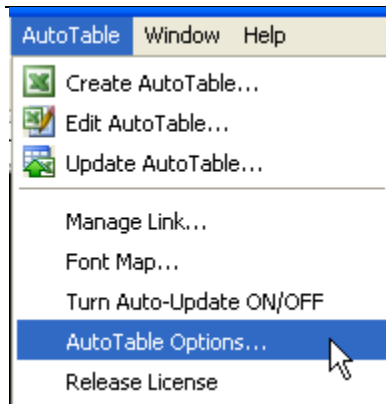 AutoTable Window Help
Create AutoTable...
Edit AutoTable...
Update AutoTable...
Manage Link...
Font Map...
Turn Auto-Update ON/OFF
AutoTable Options...
Release License